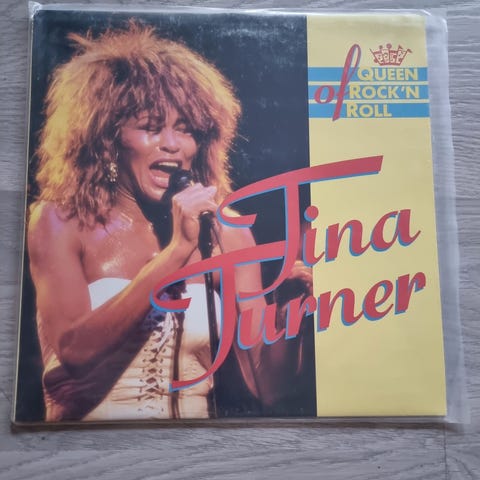 QUEEN
of ROCK'N
ROLL
Tina
Turner